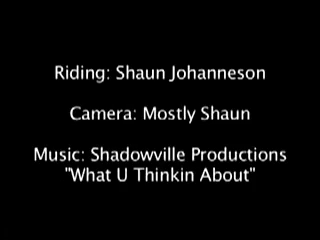 Riding: Shaun Johanneson
Camera: Mostly Shaun
Music: Shadowville Productions
"What U Thinkin About"